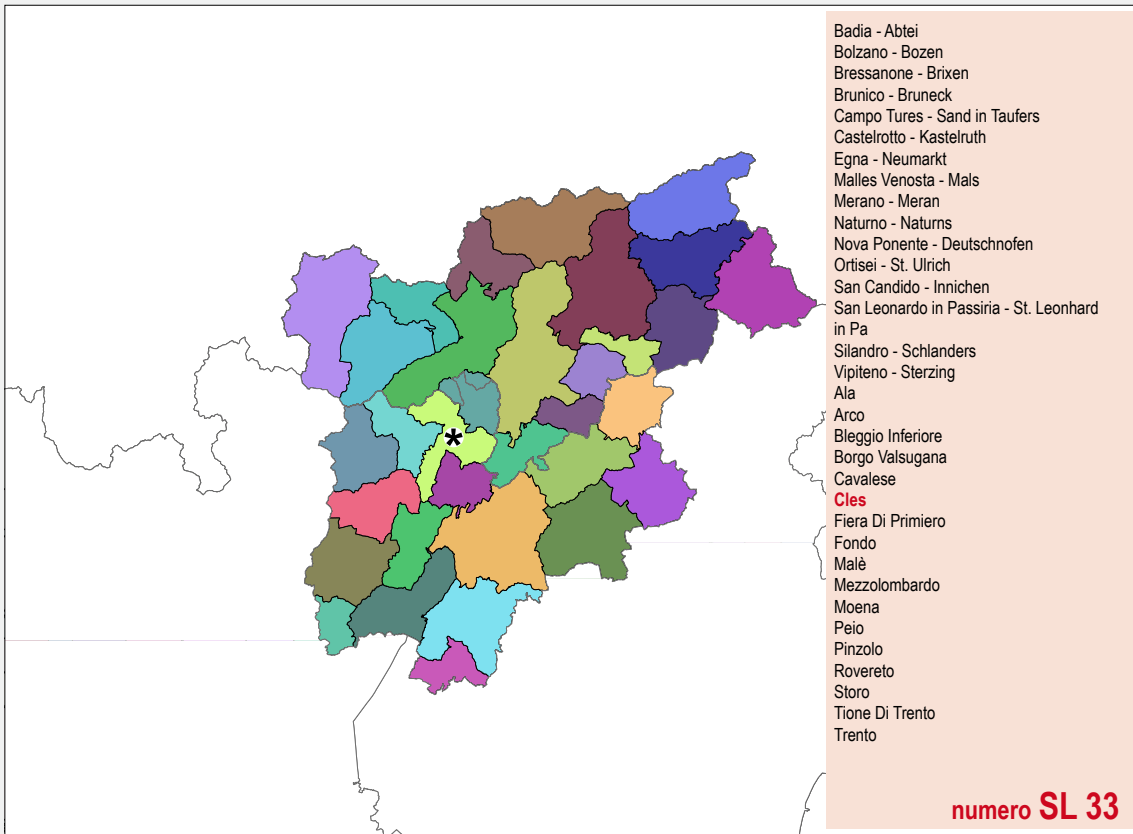 Badia - Abtei
Bolzano - Bozen
Bressanone - Brixen
Brunico - Bruneck
Campo Tures - Sand in Taufers
Castelrotto - Kastelruth
Egna - Neumarkt
Malles Venosta - Mals
Merano - Meran
Naturno - Naturns
Nova Ponente - Deutschnofen
Ortisei - St. Ulrich
San Candido - Innichen
San Leonardo in Passiria - St. Leonhard
in Pa
Silandro - Schlanders
Vipiteno - Sterzing
Ala
Arco
Bleggio Inferiore
Borgo Valsugana
Cavalese
Cles
Fiera Di Primiero
Fondo
Malè
Mezzolombardo
Moena
Peio
Pinzolo
Rovereto
Storo
Tione Di Trento
Trento
*
numero SL 33